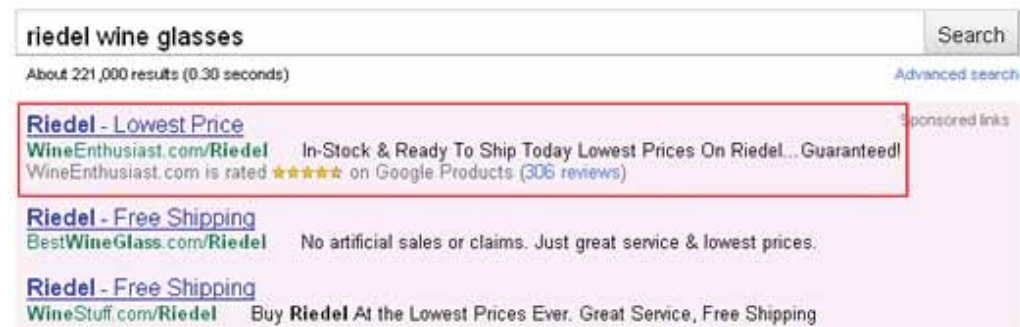 riedel wine glasses Search
About 221,000 results (0.30 seconds) Advanced search
Riedel - Lowest Price Sponsored links
WineEnthusiast.com/Riedel In-Stock & Ready To Ship Today Lowest Prices On Riedel...Guaranteed!
WineEnthusiast.com is rated ★★★★★ on Google Products (306 reviews)
Riedel - Free Shipping
BestWineGlass.com/Riedel No artificial sales or claims. Just great service & lowest prices.
Riedel - Free Shipping
WineStuff.com/Riedel Buy Riedel At the Lowest Prices Ever. Great Service, Free Shipping